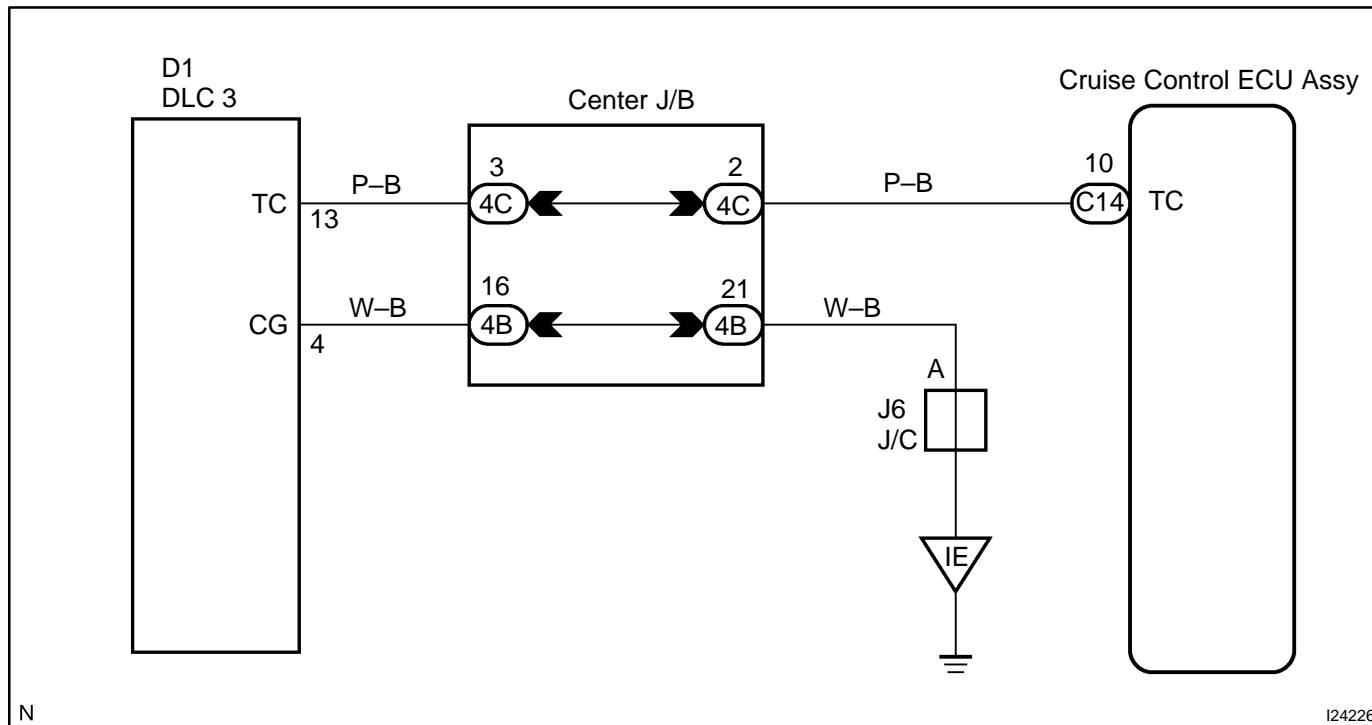 D1
DLC 3
Center J/B
Cruise Control ECU Assy
TC
13
P–B
3
4C
2
4C
P–B
10
C14
TC
CG
4
W–B
16
4B
21
4B
W–B
A
J6
J/C
IE
N
I24226